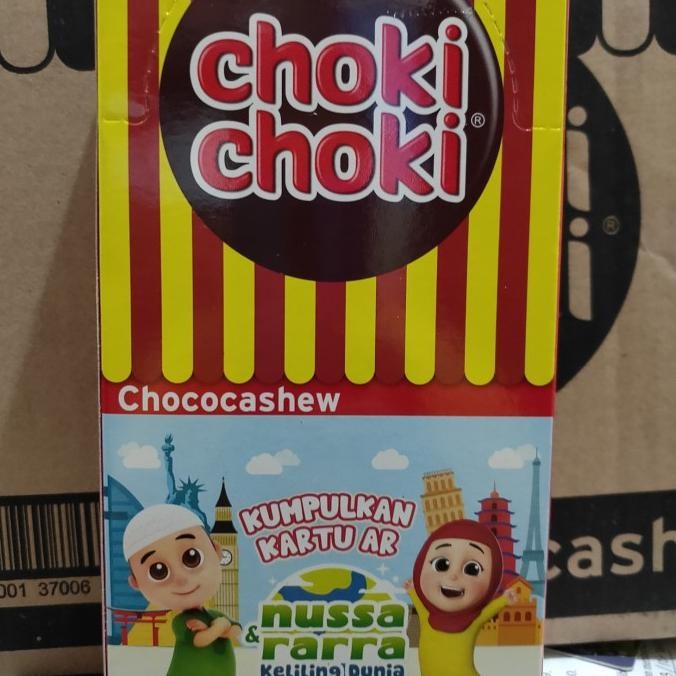 choki
choki®
Chococashew
KUMPULKAN
KARTU AR
nussa
& rarra
Keliling Dunia
001 37006
cash